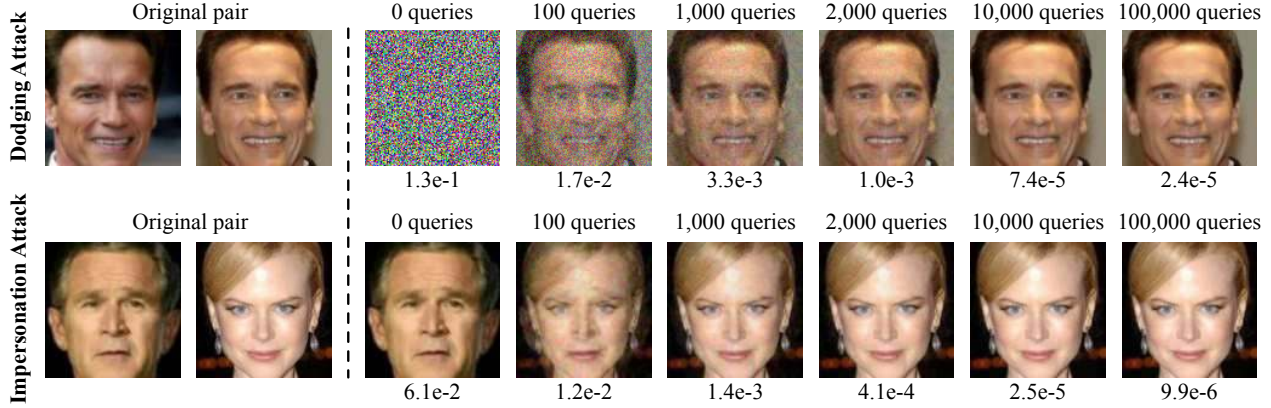 Original pair 0 queries 100 queries 1,000 queries 2,000 queries 10,000 queries 100,000 queries
Dodging Attack
1.3e-1 1.7e-2 3.3e-3 1.0e-3 7.4e-5 2.4e-5
Original pair 0 queries 100 queries 1,000 queries 2,000 queries 10,000 queries 100,000 queries
Impersonation Attack
6.1e-2 1.2e-2 1.4e-3 4.1e-4 2.5e-5 9.9e-6